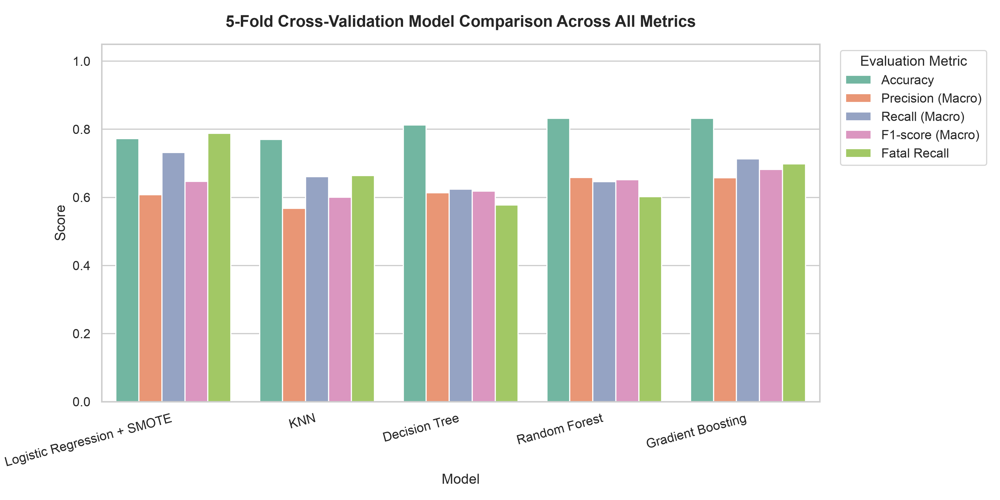 5-Fold Cross-Validation Model Comparison Across All Metrics
Score
1.0
0.8
0.6
0.4
0.2
0.0
Logistic Regression + SMOTE
KNN
Decision Tree
Random Forest
Gradient Boosting
Model
Evaluation Metric
Accuracy
Precision (Macro)
Recall (Macro)
F1-score (Macro)
Fatal Recall